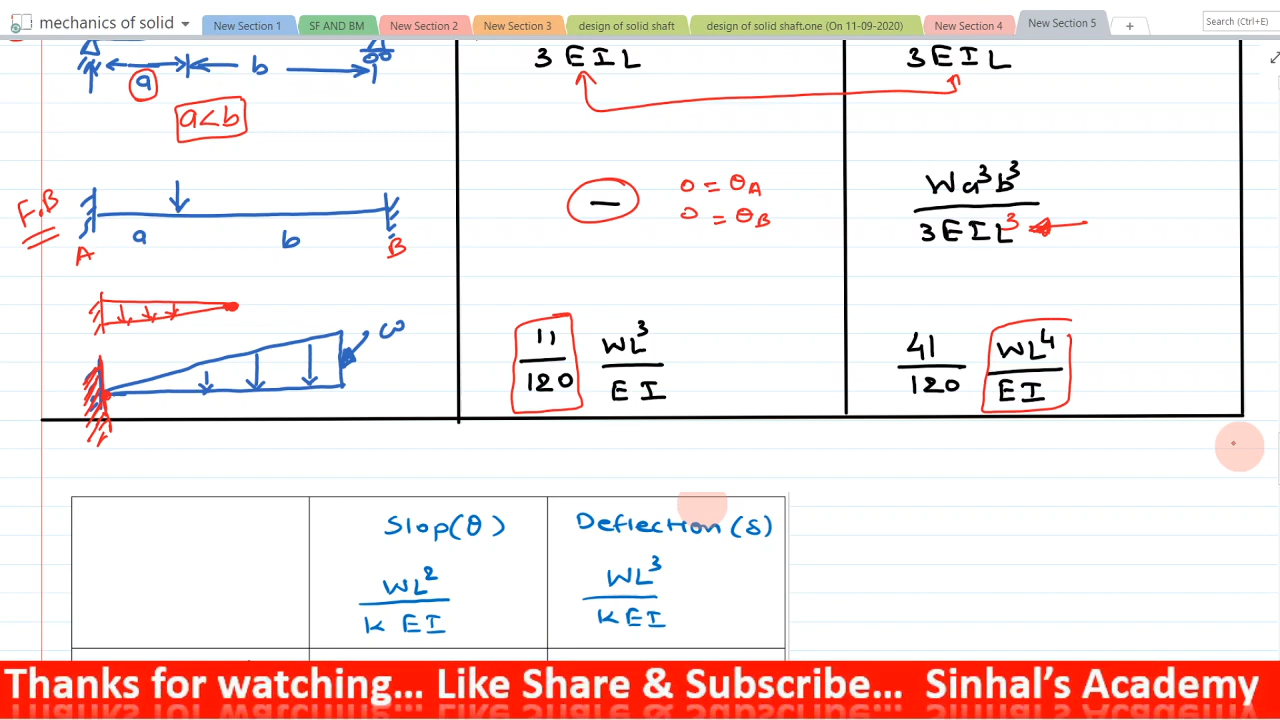 mechanics of solid
New Section 1
SF AND BM
New Section 2
New Section 3
design of solid shaft
design of solid shaft.one (On 11-09-2020)
New Section 4
New Section 5
+
Search (Ctrl+E)
a
b
a<b
3EIL
3EIL
F.B
A
a
b
B
—
0 = θA
0 = θB
Wa³b³
3EIL³
ω
11
120
WL³
EI
41
120
WL⁴
EI
Slop(θ)
Deflection(δ)
WL²
K EI
WL³
KEI
Thanks for watching... Like Share & Subscribe... Sinhal's Academy